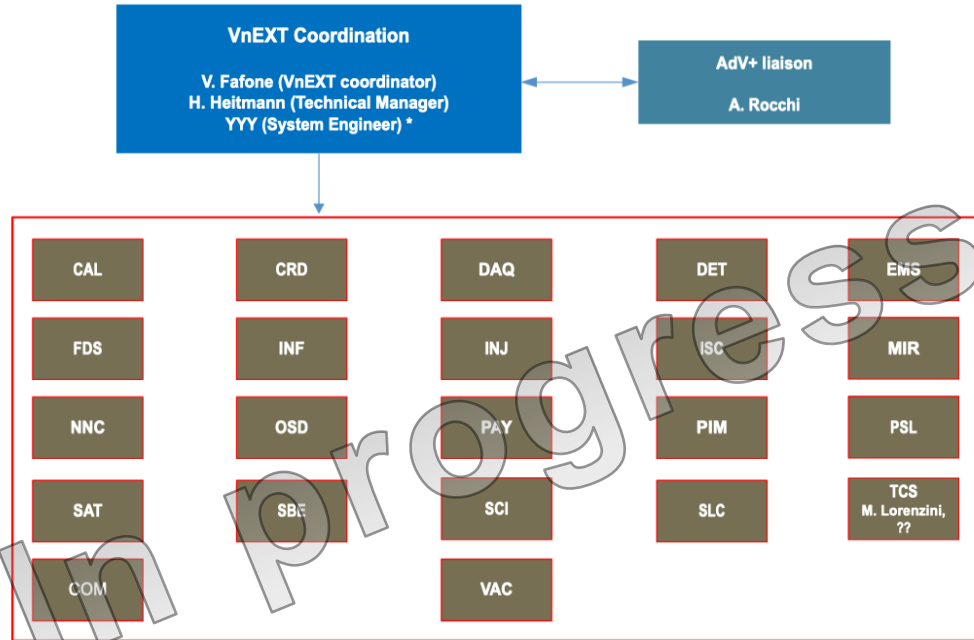 VnEXT Coordination
V. Fafone (VnEXT coordinator)
H. Heitmann (Technical Manager)
YYY (System Engineer) *
AdV+ liaison
A. Rocchi
CAL
CRD
DAQ
DET
EMS
FDS
INF
INJ
ISC
MIR
NNC
OSD
PAY
PIM
PSL
SAT
SBE
SCI
SLC
TCS
M. Lorenzini,
??
COM
VAC
In progress